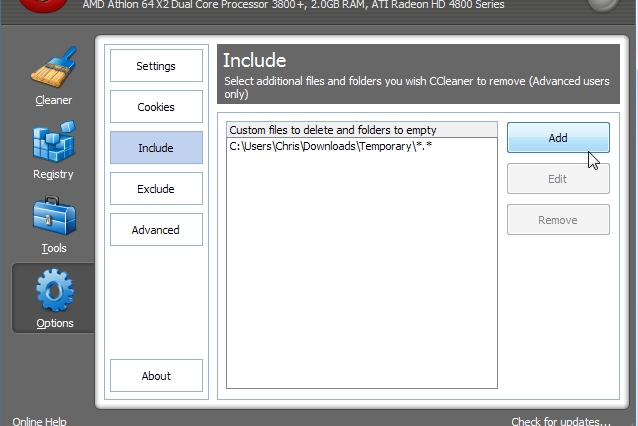 AMD Athlon 64 X2 Dual Core Processor 3800+, 2.0GB RAM, ATI Radeon HD 4800 Series
Cleaner
Registry
Tools
Options
Settings
Cookies
Include
Exclude
Advanced
About
Include
Select additional files and folders you wish CCleaner to remove (Advanced users
only)
Custom files to delete and folders to empty
C:\Users\Chris\Downloads\Temporary\*.*
Add
Edit
Remove
Online Help
Check for updates...